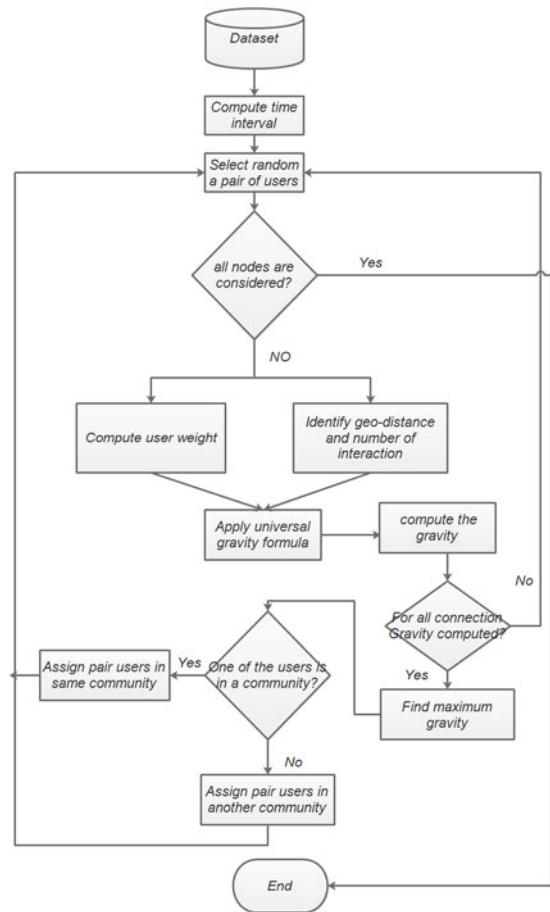 Dataset
Compute time
interval
Select random
a pair of users
all nodes are
considered?
Yes
NO
Compute user weight
Identify geo-distance
and number of
interaction
Apply universal
gravity formula
compute the
gravity
No
For all connection
Gravity computed?
Yes
Find maximum
gravity
One of the users is
in a community?
Yes
Assign pair users in
same community
No
Assign pair users in
another community
End